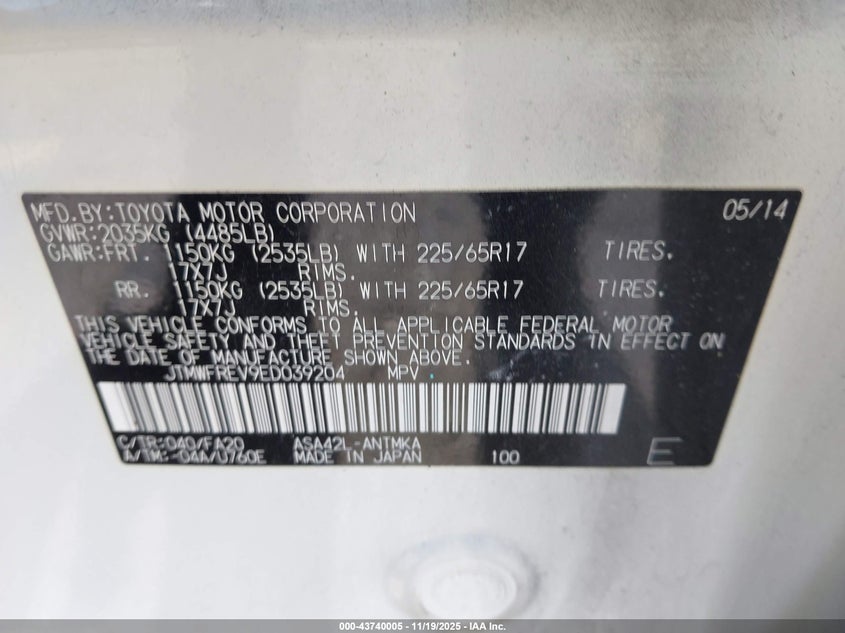 MFD.BY:TOYOTA MOTOR CORPORATION 05/14
GVWR:2035KG (4485LB)
GAWR:FRT. 1150KG (2535LB) WITH 225/65R17 TIRES.
17X7J RIMS.
RR. 1150KG (2535LB) WITH 225/65R17 TIRES.
17X7J RIMS.
THIS VEHICLE CONFORMS TO ALL APPLICABLE FEDERAL MOTOR
VEHICLE SAFETY AND THEFT PREVENTION STANDARDS IN EFFECT ON
THE DATE OF MANUFACTURE SHOWN ABOVE.
JTMWFREV9ED039204 MPV
C/TR:040/FA20 ASA42L-ANTMKA
A/TM:-04A/U760E MADE IN JAPAN 100 E
000-43740005 - 11/19/2025 - IAA Inc.